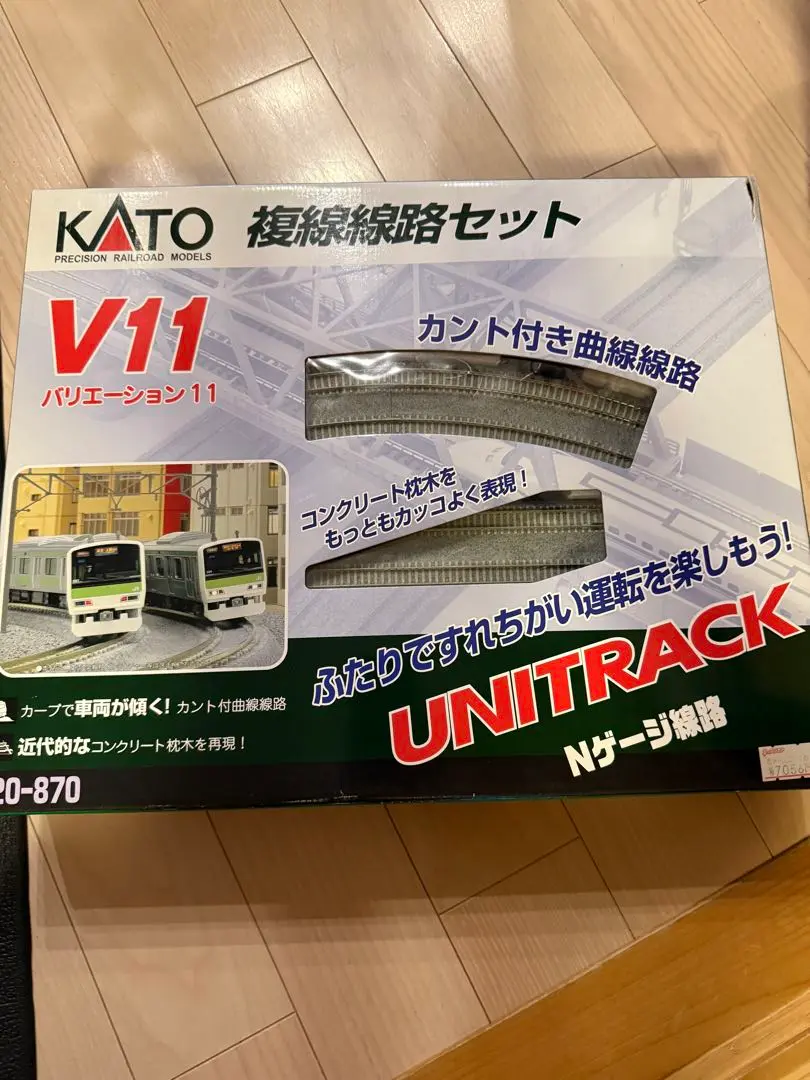 KATO
PRECISION RAILROAD MODELS
複線線路セット
V11
バリエーション11
カント付き曲線線路
コンクリート枕木を
もっともカッコよく表現！
ふたりですれちがい運転を楽しもう!
UNITRACK
Nゲージ線路
カーブで車両が傾く! カント付曲線線路
近代的なコンクリート枕木を再現！
20-870